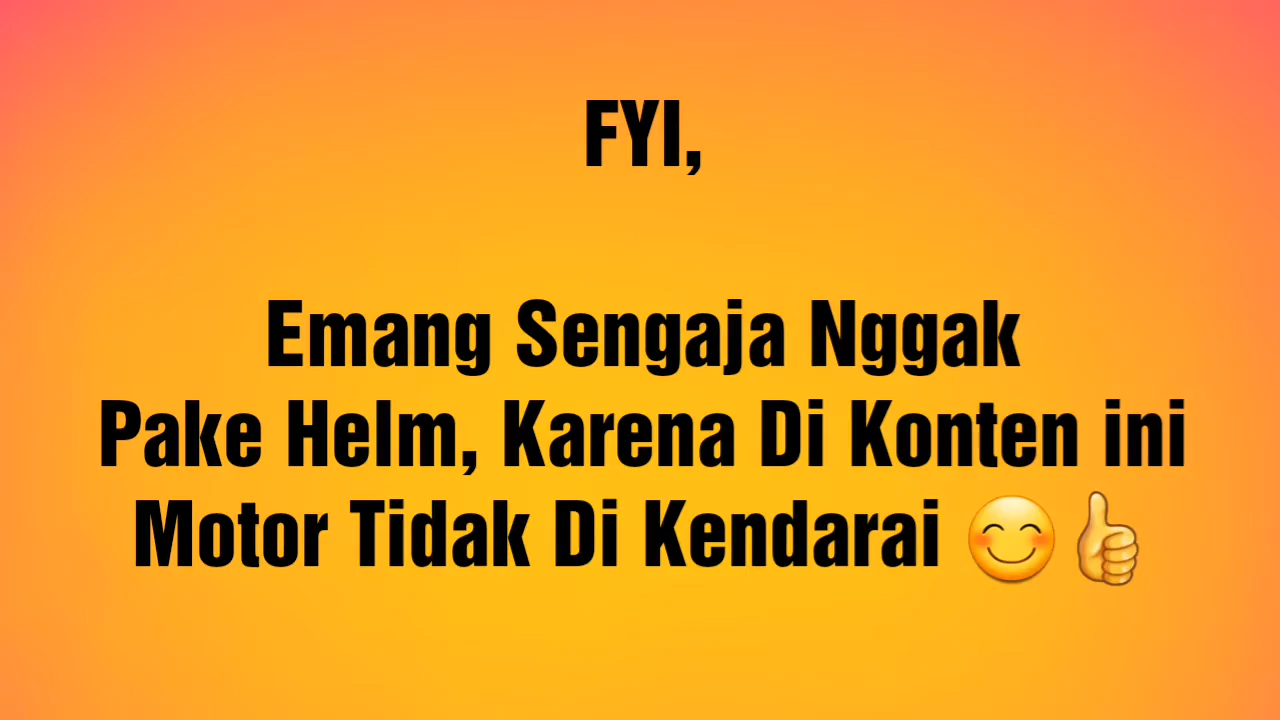 FYI,
Emang Sengaja Nggak
Pake Helm, Karena Di Konten ini
Motor Tidak Di Kendarai 😊👍